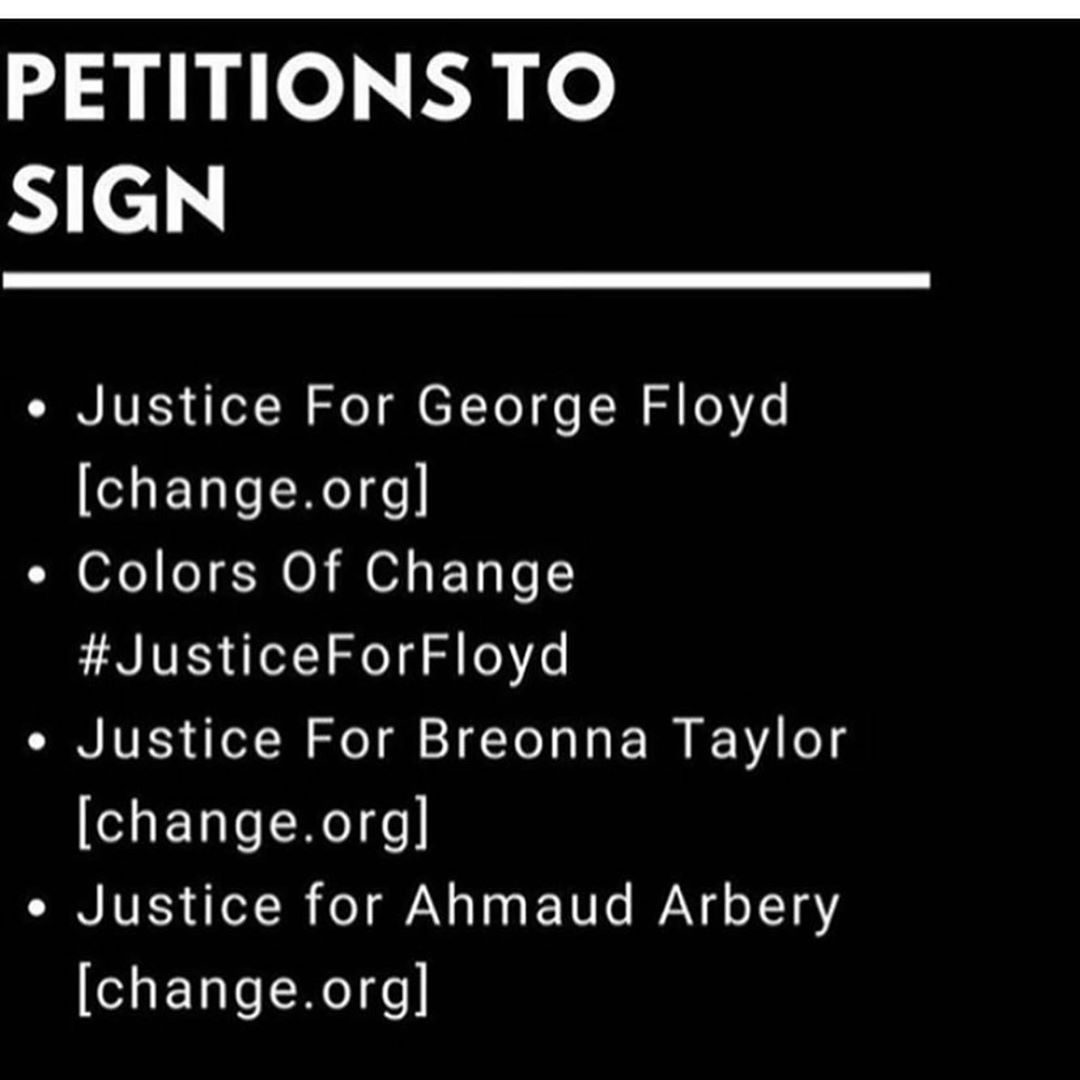 PETITIONS TO
SIGN
• Justice For George Floyd
[change.org]
• Colors Of Change
#JusticeForFloyd
• Justice For Breonna Taylor
[change.org]
• Justice for Ahmaud Arbery
[change.org]